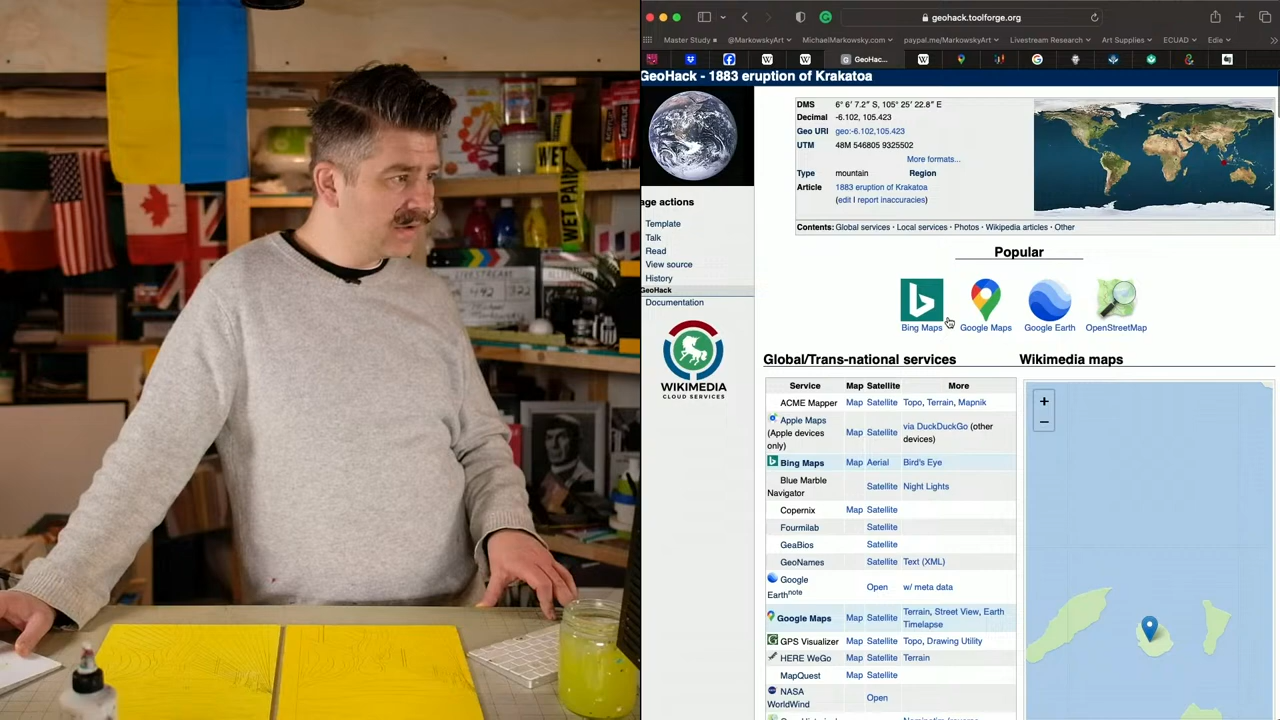 geohack.toolforge.org
Master Study
@MarkowskyArt
MichaelMarkowsky.com
paypal.me/MarkowskyArt
Livestream Research
Art Supplies
ECUAD
Edie
GeoHac...
GeoHack - 1883 eruption of Krakatoa
DMS 6° 6′ 7.2″ S, 105° 25′ 22.8″ E
Decimal -6.102, 105.423
Geo URI geo:-6.102,105.423
UTM 48M 546805 9325502
More formats...
Type mountain Region
Article 1883 eruption of Krakatoa
(edit | report inaccuracies)
Contents: Global services · Local services · Photos · Wikipedia articles · Other
age actions
Template
Talk
Read
View source
History
GeoHack
Documentation
WIKIMEDIA
CLOUD SERVICES
Popular
Bing Maps Google Maps Google Earth OpenStreetMap
Global/Trans-national services
Service Map Satellite More
ACME Mapper Map Satellite Topo, Terrain, Mapnik
Apple Maps
(Apple devices
only)
Map Satellite
via DuckDuckGo (other
devices)
Bing Maps Map Aerial Bird's Eye
Blue Marble
Navigator
Satellite Night Lights
Copernix Map Satellite
Fourmilab Satellite
GeaBios Satellite
GeoNames Satellite Text (XML)
Google
Earthnote
Open w/ meta data
Google Maps Map Satellite
Terrain, Street View, Earth
Timelapse
GPS Visualizer Map Satellite Topo, Drawing Utility
HERE WeGo Map Satellite Terrain
MapQuest Map Satellite
NASA
WorldWind
Open
Wikimedia maps
+
−
WET PAINT
WET PAINT
ACRYLIC
LIVESTREAM
442 322